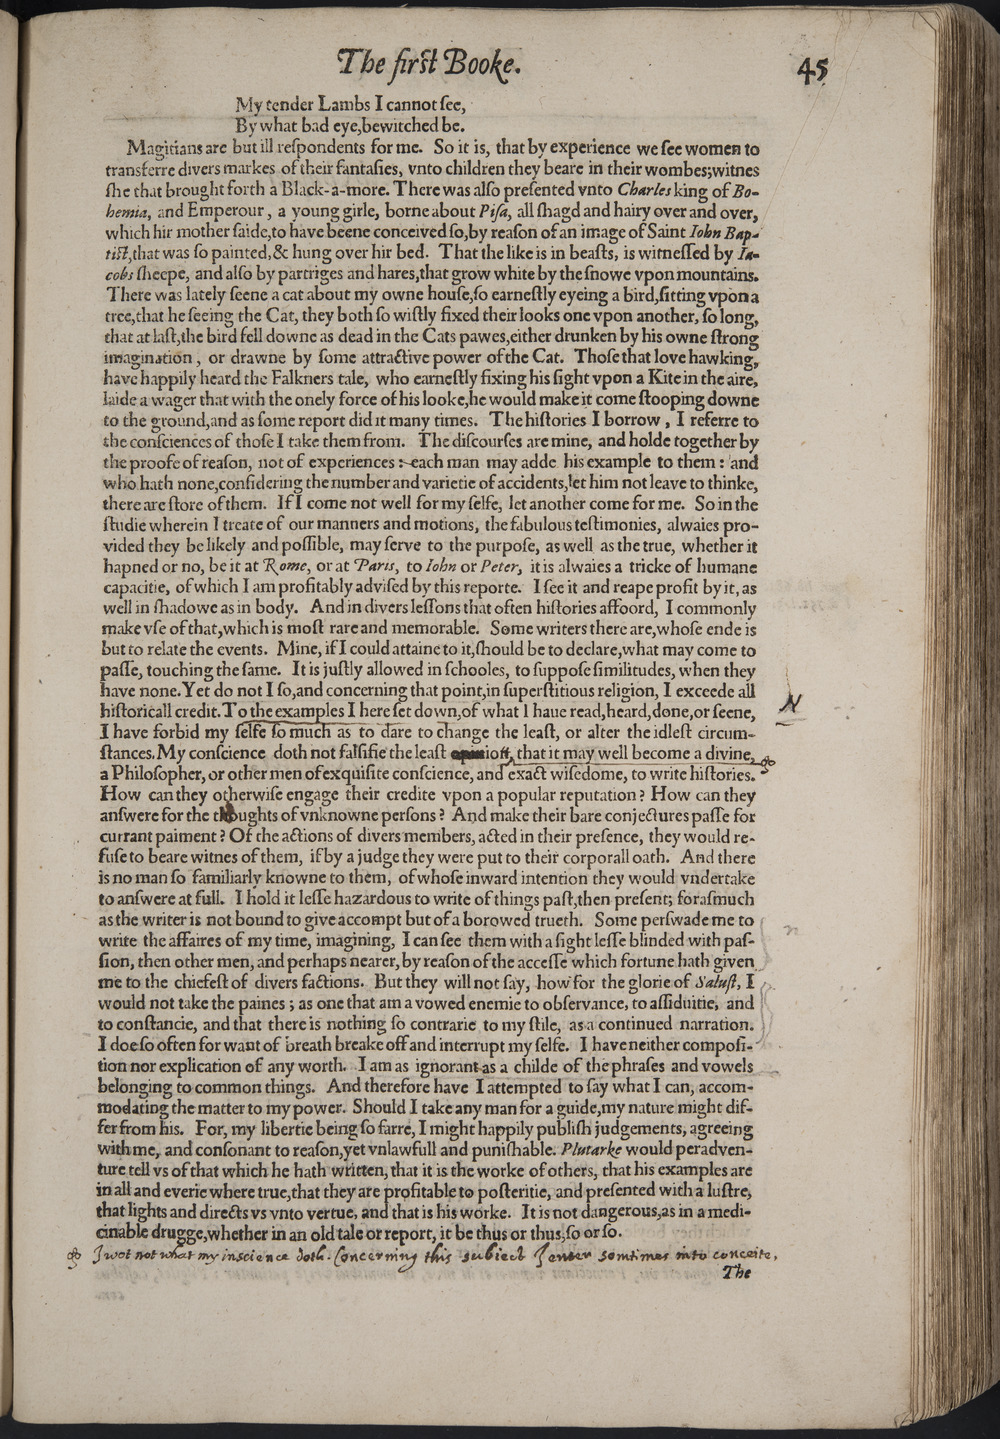 The first Booke.
45
My tender Lambs I cannot ſee,
By what bad eye,bewitched be.
Magitians are but ill reſpondents for me. So it is, that by experience we ſee women to
transferre divers markes of their fantaſies, vnto children they beare in their wombes;witnes
ſhe that brought forth a Black-a-more. There was alſo preſented vnto Charles king of Bo-
hemia, and Emperour, a young girle, borne about Piſa, all ſhagd and hairy over and over,
which hir mother ſaide,to have beene conceived ſo,by reaſon of an image of Saint Iohn Bap-
tiſt,that was ſo painted,& hung over hir bed. That the like is in beaſts, is witneſſed by Ia-
cobs ſheepe, and alſo by partriges and hares,that grow white by the ſnowe vpon mountains.
There was lately ſeene a cat about my owne houſe,ſo earneſtly eyeing a bird,ſitting vpon a
tree,that he ſeeing the Cat, they both ſo wiſtly fixed their looks one vpon another, ſo long,
that at laſt,the bird fell downe as dead in the Cats pawes,either drunken by his owne ſtrong
imagination, or drawne by ſome attractive power of the Cat. Thoſe that love hawking,
have happily heard the Falkners tale, who earneſtly fixing his ſight vpon a Kite in the aire,
laide a wager that with the onely force of his looke,he would make it come ſtooping downe
to the ground,and as ſome report did it many times. The hiſtories I borrow, I referre to
the conſciences of thoſe I take them from. The diſcourſes are mine, and holde together by
the proofe of reaſon, not of experiences : each man may adde his example to them : and
who hath none,conſidering the number and varietie of accidents,let him not leave to thinke,
there are ſtore of them. If I come not well for my ſelfe, let another come for me. So in the
ſtudie wherein I treate of our manners and motions, the fabulous teſtimonies, alwaies pro-
vided they be likely and poſſible, may ſerve to the purpoſe, as well as the true, whether it
hapned or no, be it at Rome, or at Paris, to Iohn or Peter, it is alwaies a tricke of humane
capacitie, of which I am profitably adviſed by this reporte. I ſee it and reape profit by it, as
well in ſhadowe as in body. And in divers leſſons that often hiſtories affoord, I commonly
make vſe of that,which is moſt rare and memorable. Some writers there are,whoſe ende is
but to relate the events. Mine, if I could attaine to it,ſhould be to declare,what may come to
paſſe, touching the ſame. It is juſtly allowed in ſchooles, to ſuppoſe ſimilitudes, when they
have none. Yet do not I ſo,and concerning that point,in ſuperſtitious religion, I exceede all
hiſtoricall credit. To the examples I here ſet down,of what I haue read,heard,done,or ſeene,
N
I have forbid my ſelfe ſo much as to dare to change the leaſt, or alter the idleſt circum-
ſtances. My conſcience doth not falſifie the leaſt, that it may well become a divine,
a Philoſopher, or other men of exquiſite conſcience, and exact wiſedome, to write hiſtories.
How can they otherwiſe engage their credite vpon a popular reputation? How can they
anſwere for the thoughts of vnknowne perſons? And make their bare conjectures paſſe for
currant paiment? Of the actions of divers members, acted in their preſence, they would re-
fuſe to beare witnes of them, if by a judge they were put to their corporall oath. And there
is no man ſo familiarly knowne to them, of whoſe inward intention they would vndertake
to anſwere at full. I hold it leſſe hazardous to write of things paſt,then preſent; foraſmuch
as the writer is not bound to give accompt but of a borowed trueth. Some perſwade me to
write the affaires of my time, imagining, I can ſee them with a ſight leſſe blinded with paſ-
ſion, then other men, and perhaps nearer, by reaſon of the acceſſe which fortune hath given
me to the chiefeſt of divers factions. But they will not ſay, how for the glorie of Saluſt, I
would not take the paines ; as one that am a vowed enemie to obſervance, to aſſiduitie, and
to conſtancie, and that there is nothing ſo contrarie to my ſtile, as a continued narration.
I doe ſo often for want of breath breake off and interrupt my ſelfe. I have neither compoſi-
tion nor explication of any worth. I am as ignorant as a childe of the phraſes and vowels
belonging to common things. And therefore have I attempted to ſay what I can, accom-
modating the matter to my power. Should I take any man for a guide,my nature might dif-
fer from his. For, my libertie being ſo farre, I might happily publiſh judgements, agreeing
with me, and conſonant to reaſon,yet vnlawfull and puniſhable. Plutarke would peradven-
ture tell vs of that which he hath written, that it is the worke of others, that his examples are
in all and everie where true,that they are profitable to poſteritie, and preſented with a luſtre,
that lights and directs vs vnto vertue, and that is his worke. It is not dangerous,as in a medi-
cinable drugge,whether in an old tale or report, it be thus or thus,ſo or ſo.
I wot not what my inscience doth. Concerning this subiect I enter somtimes into conceite,
The